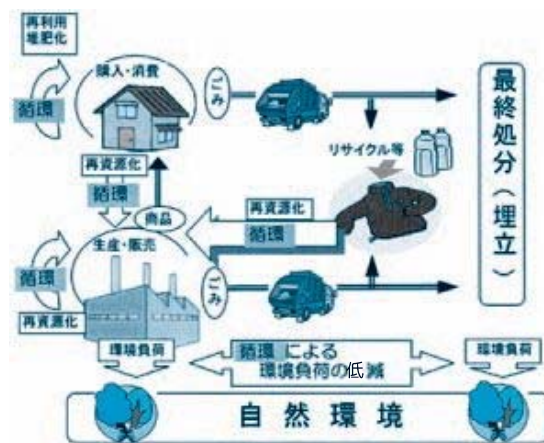 再利用
堆肥化
購入・消費
ごみ
循環
リサイクル等
最終処分（埋立）
再資源化
循環
商品
再資源化
循環
生産・販売
循環
ごみ
再資源化
環境負荷
循環による
環境負荷の低減
環境負荷
自然環境